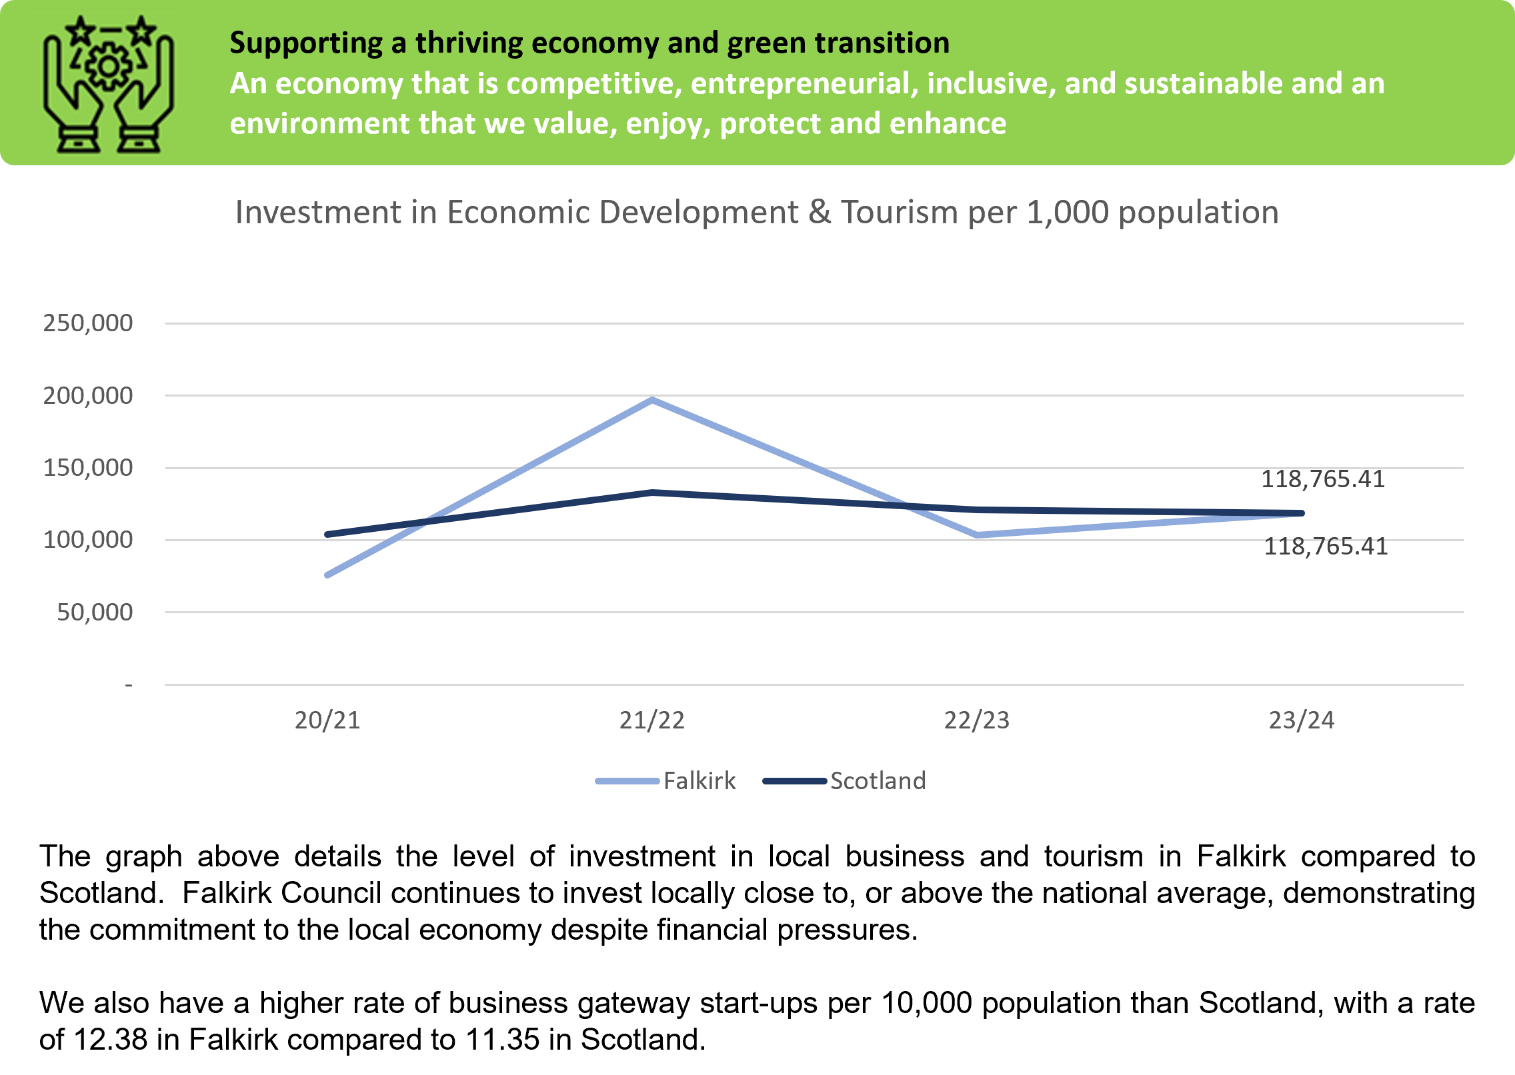 Supporting a thriving economy and green transition
An economy that is competitive, entrepreneurial, inclusive, and sustainable and an
environment that we value, enjoy, protect and enhance
Investment in Economic Development & Tourism per 1,000 population
250,000
200,000
150,000
100,000
50,000
-
118,765.41
118,765.41
20/21
21/22
22/23
23/24
Falkirk
Scotland
The graph above details the level of investment in local business and tourism in Falkirk compared to
Scotland.  Falkirk Council continues to invest locally close to, or above the national average, demonstrating
the commitment to the local economy despite financial pressures.
We also have a higher rate of business gateway start-ups per 10,000 population than Scotland, with a rate
of 12.38 in Falkirk compared to 11.35 in Scotland.